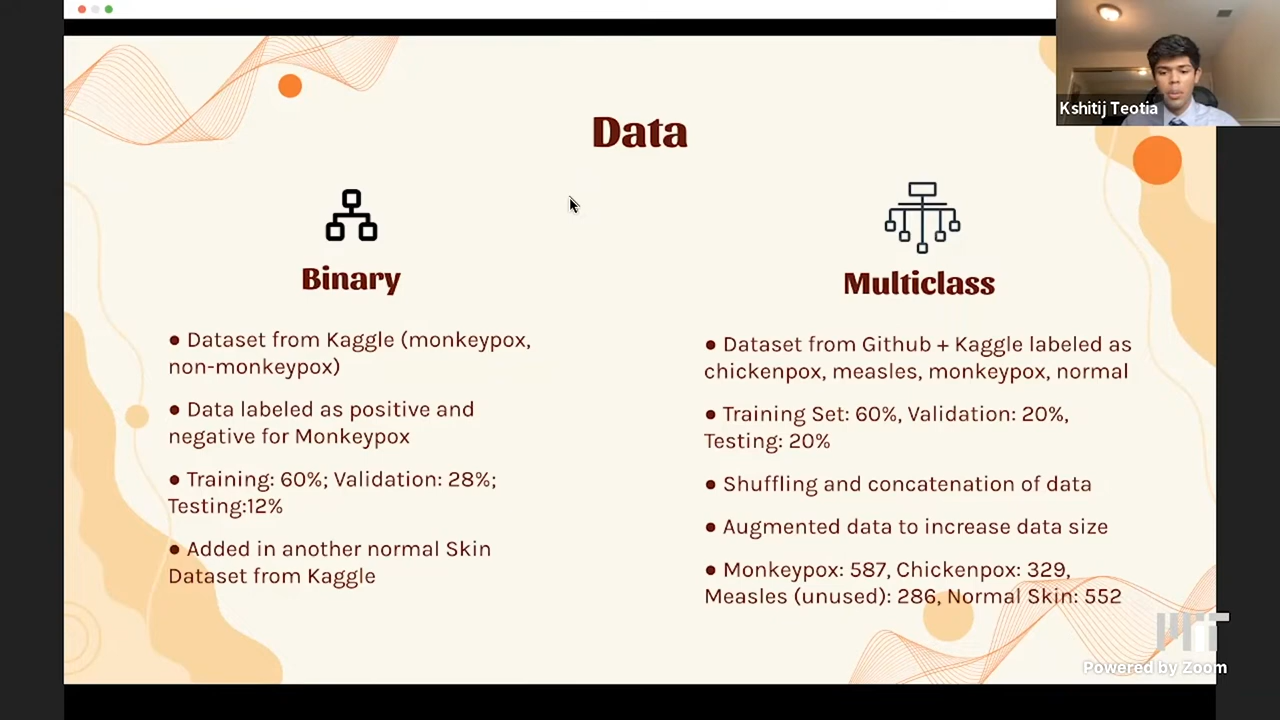 Kshitij Teotia
Data
Binary
● Dataset from Kaggle (monkeypox,
non-monkeypox)
● Data labeled as positive and
negative for Monkeypox
● Training: 60%; Validation: 28%;
Testing:12%
● Added in another normal Skin
Dataset from Kaggle
Multiclass
● Dataset from Github + Kaggle labeled as
chickenpox, measles, monkeypox, normal
● Training Set: 60%, Validation: 20%,
Testing: 20%
● Shuffling and concatenation of data
● Augmented data to increase data size
● Monkeypox: 587, Chickenpox: 329,
Measles (unused): 286, Normal Skin: 552
MIT
Powered by Zoom